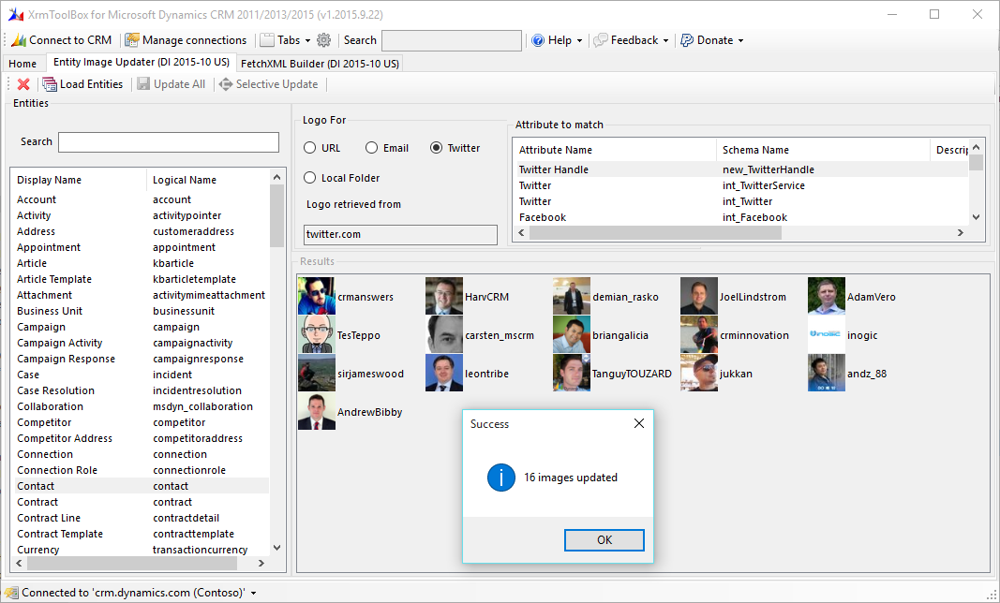 XrmToolBox for Microsoft Dynamics CRM 2011/2013/2015 (v1.2015.9.22)
Connect to CRM Manage connections Tabs Search Help Feedback Donate
Home Entity Image Updater (DI 2015-10 US) FetchXML Builder (DI 2015-10 US)
Load Entities Update All Selective Update
Entities
Search
Display Name Logical Name
Account account
Activity activitypointer
Address customeraddress
Appointment appointment
Article kbarticle
Article Template kbarticletemplate
Attachment activitymimeattachment
Business Unit businessunit
Campaign campaign
Campaign Activity campaignactivity
Campaign Response campaignresponse
Case incident
Case Resolution incidentresolution
Collaboration msdyn_collaboration
Competitor competitor
Competitor Address competitoraddress
Connection connection
Connection Role connectionrole
Contact contact
Contract contract
Contract Line contractdetail
Contract Template contracttemplate
Currency transactioncurrency
Logo For
URL Email Twitter
Local Folder
Logo retrieved from
twitter.com
Attribute to match
Attribute Name Schema Name Descrip
Twitter Handle new_TwitterHandle
Twitter int_TwitterService
Twitter int_Twitter
Facebook int_Facebook
Results
crmanswers HarvCRM demian_rasko JoelLindstrom AdamVero
TesTeppo carsten_mscrm briangalicia crminnovation inogic
sirjameswood leontribe TanguyTOUZARD jukkan andz_88
AndrewBibby
Success
16 images updated
OK
Connected to 'crm.dynamics.com (Contoso)'